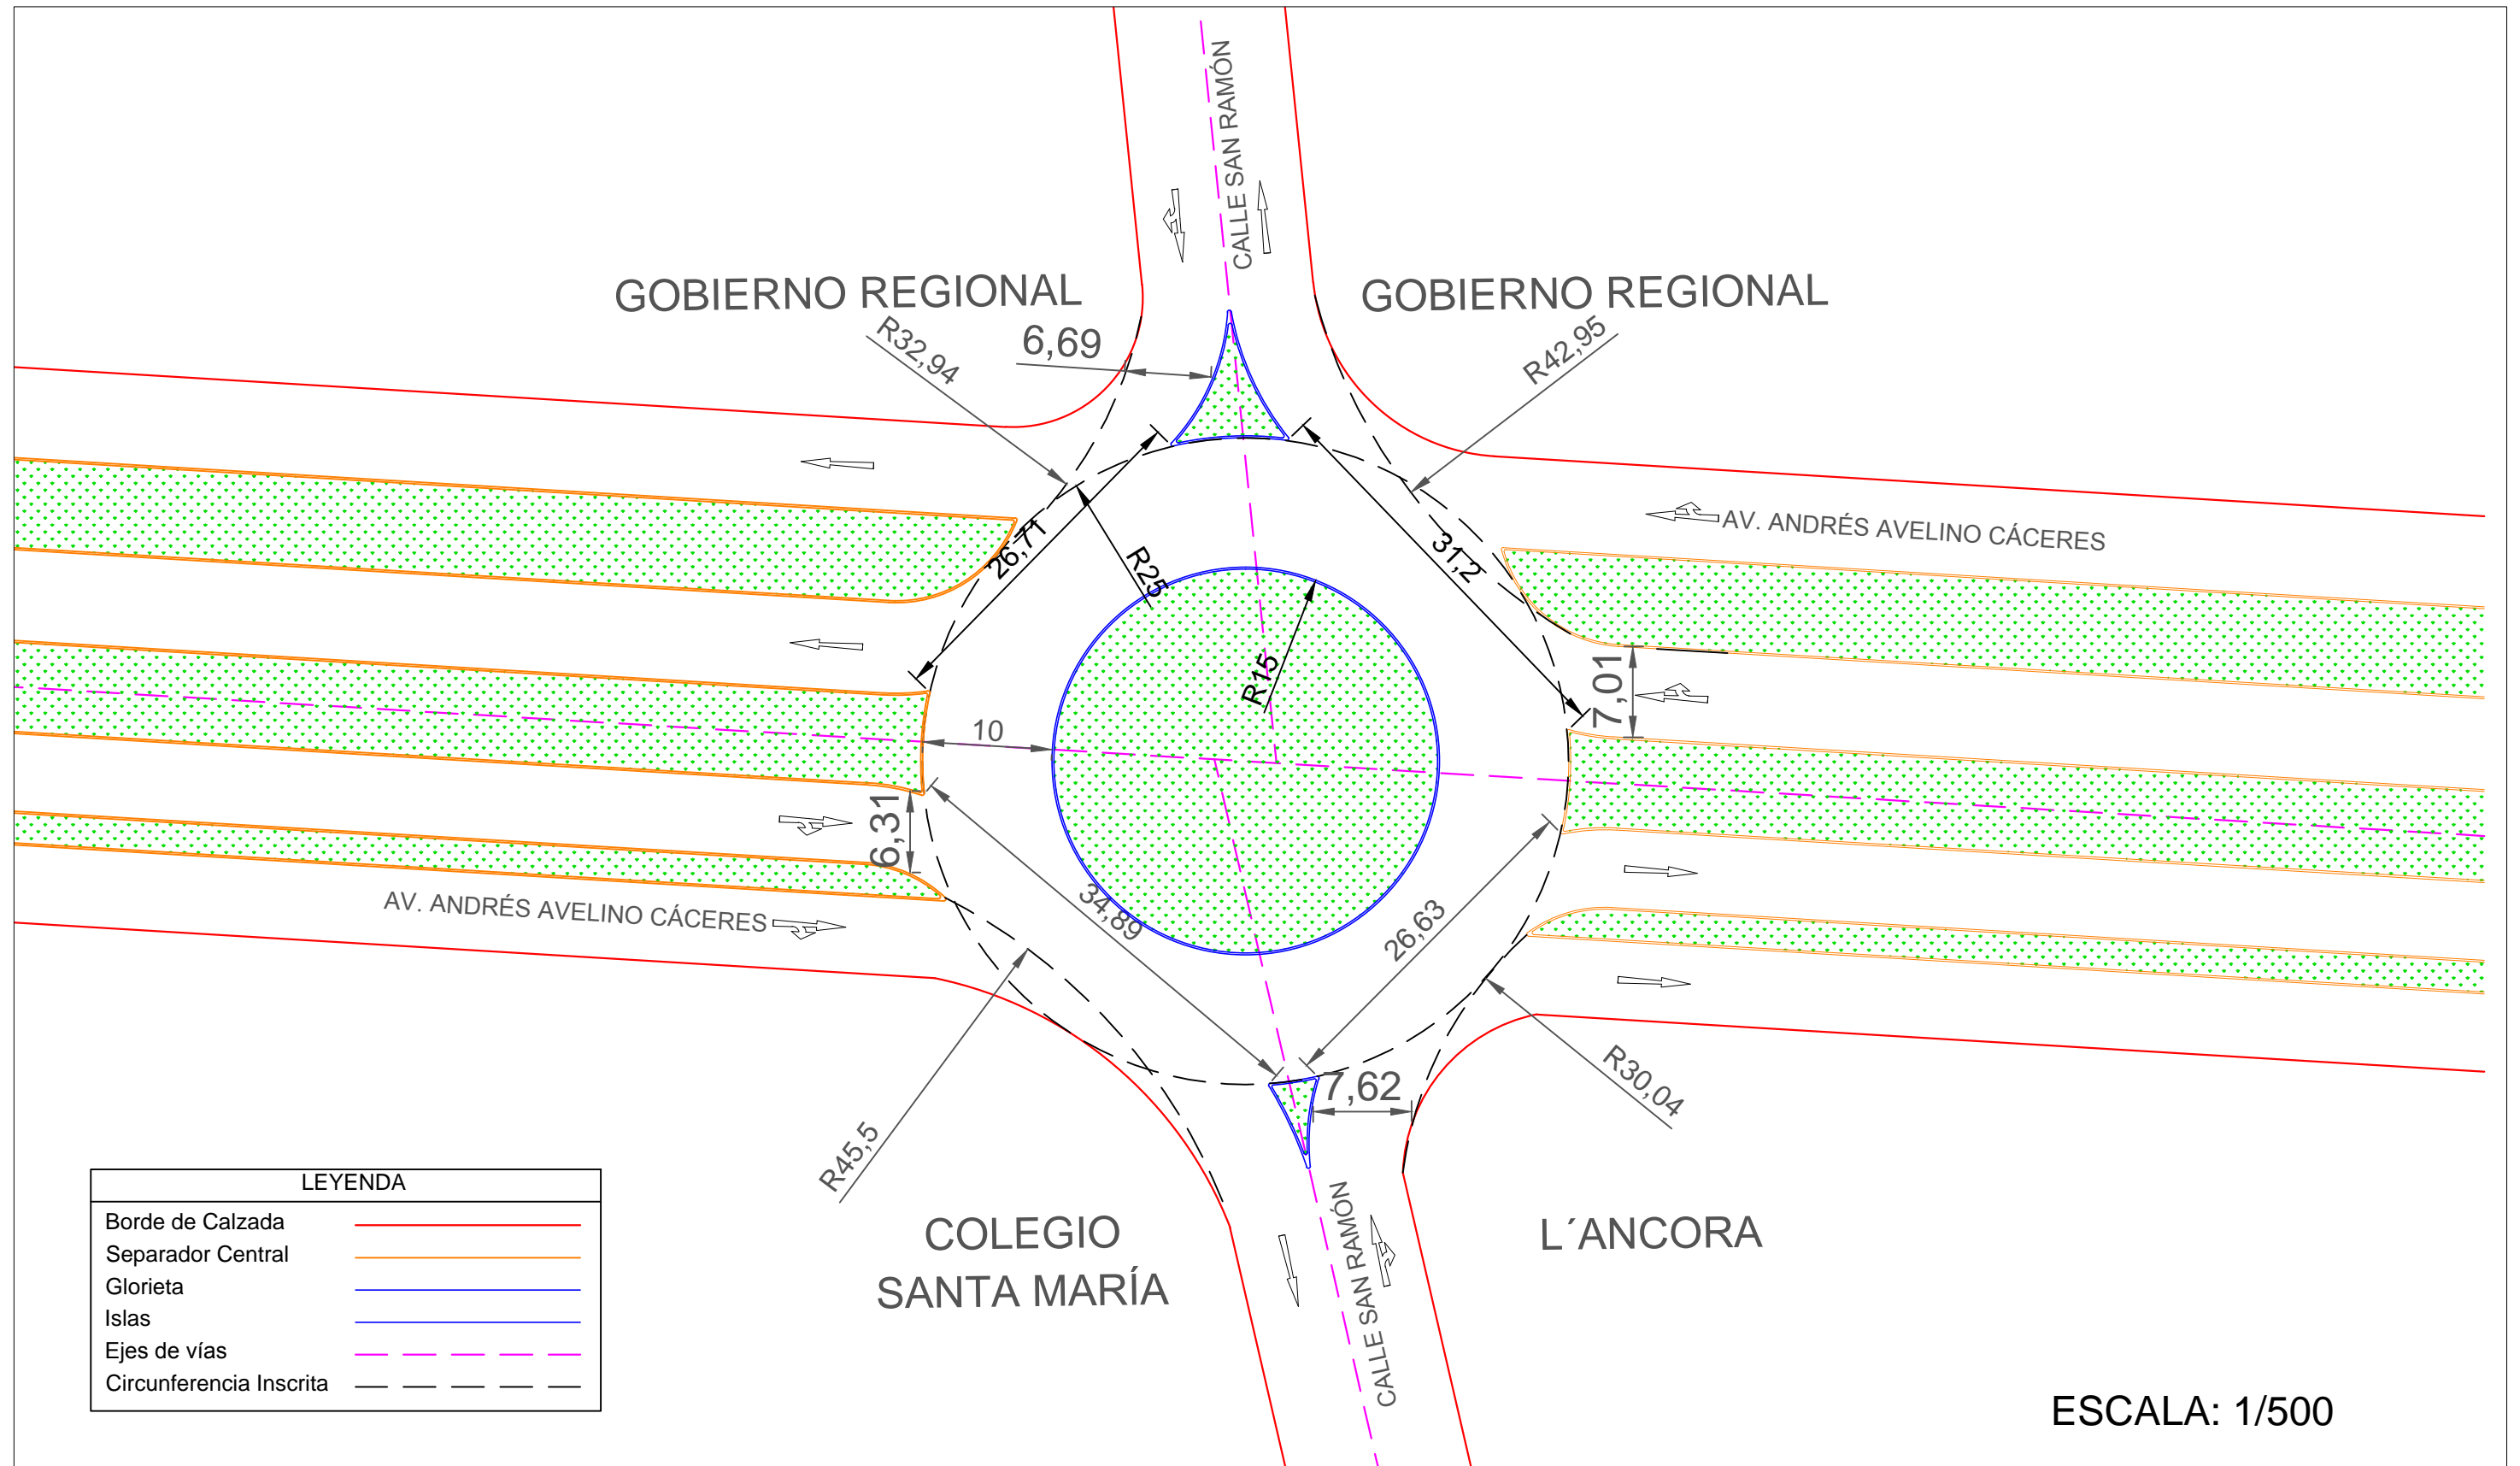 CALLE SAN RAMÓN
GOBIERNO REGIONAL
GOBIERNO REGIONAL
R32,94
6,69
R42,95
AV. ANDRÉS AVELINO CÁCERES
26,71
R25
31,2
R15
7,01
10
6,31
AV. ANDRÉS AVELINO CÁCERES
34,89
26,63
7,62
R30,04
R45,5
CALLE SAN RAMÓN
COLEGIO
SANTA MARÍA
L´ANCORA
LEYENDA
Borde de Calzada
Separador Central
Glorieta
Islas
Ejes de vías
Circunferencia Inscrita
ESCALA: 1/500